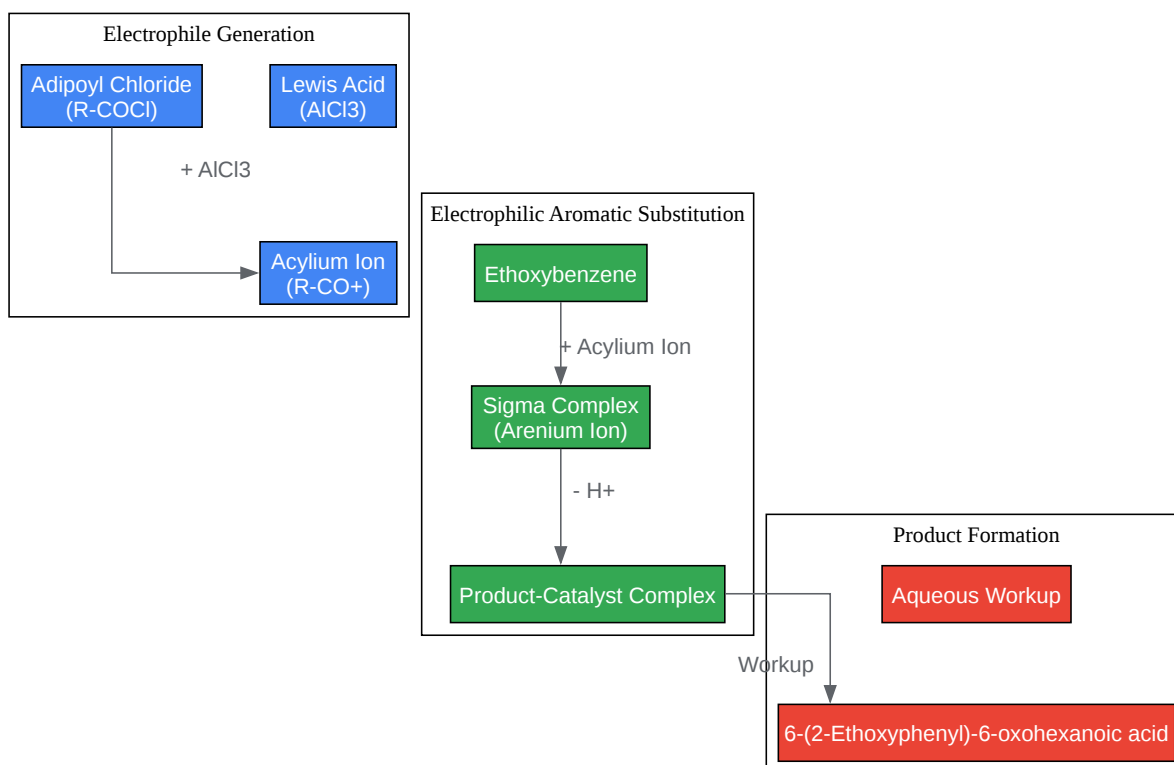 Electrophile Generation
Adipoyl Chloride
(R-COCl)
Lewis Acid
(AlCl3)
+ AlCl3
Acylium Ion
(R-CO+)
Electrophilic Aromatic Substitution
Ethoxybenzene
+ Acylium Ion
Sigma Complex
(Arenium Ion)
- H+
Product-Catalyst Complex
Product Formation
Aqueous Workup
Workup
6-(2-Ethoxyphenyl)-6-oxohexanoic acid